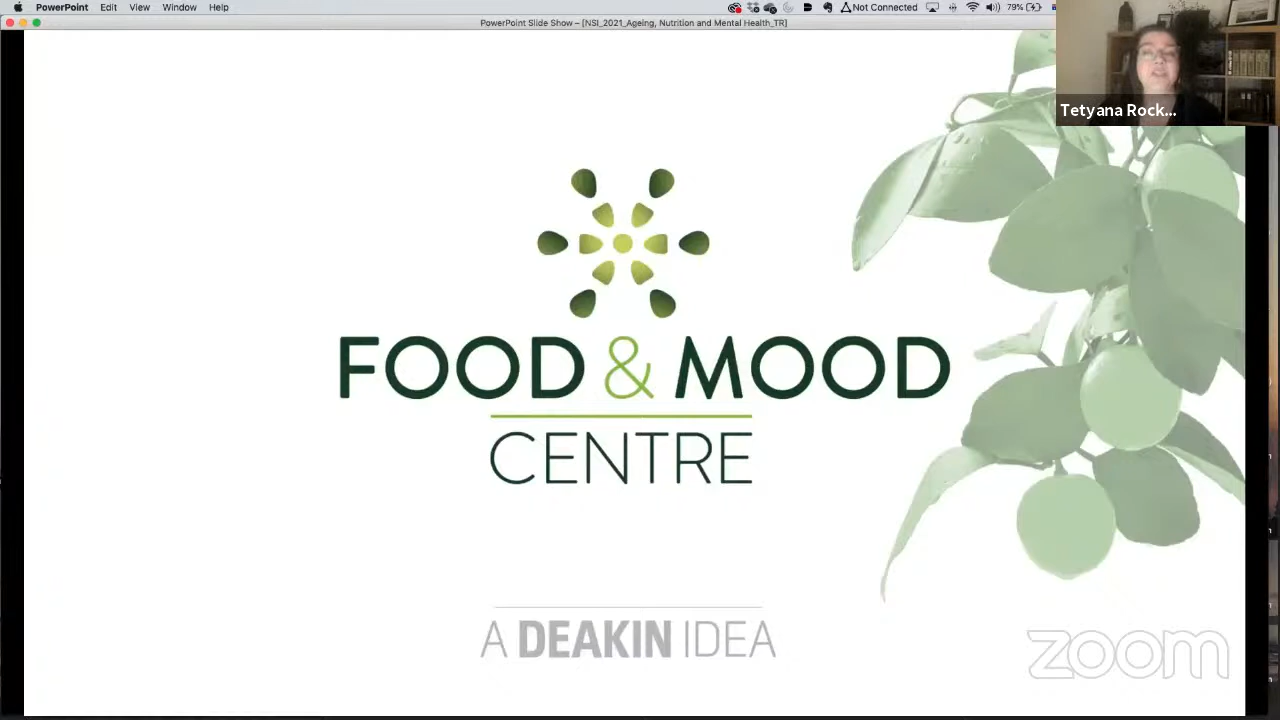 PowerPoint Edit View Window Help Not Connected 79%
PowerPoint Slide Show – [NSI_2021_Ageing, Nutrition and Mental Health_TR]
Tetyana Rock...
FOOD & MOOD
CENTRE
A DEAKIN IDEA
zoom